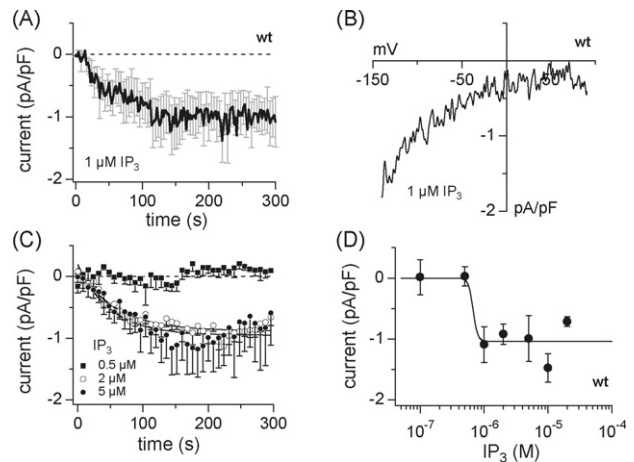 (A)
wt
0
-1
-2
current (pA/pF)
1 µM IP3
0
100
200
300
time (s)
(B)
mV
wt
-150
-50
50
-1
-2
pA/pF
1 µM IP3
(C)
0
-1
-2
current (pA/pF)
IP3
0.5 µM
2 µM
5 µM
0
100
200
300
time (s)
(D)
0
-1
-2
current (pA/pF)
wt
10-7
10-6
10-5
10-4
IP3 (M)